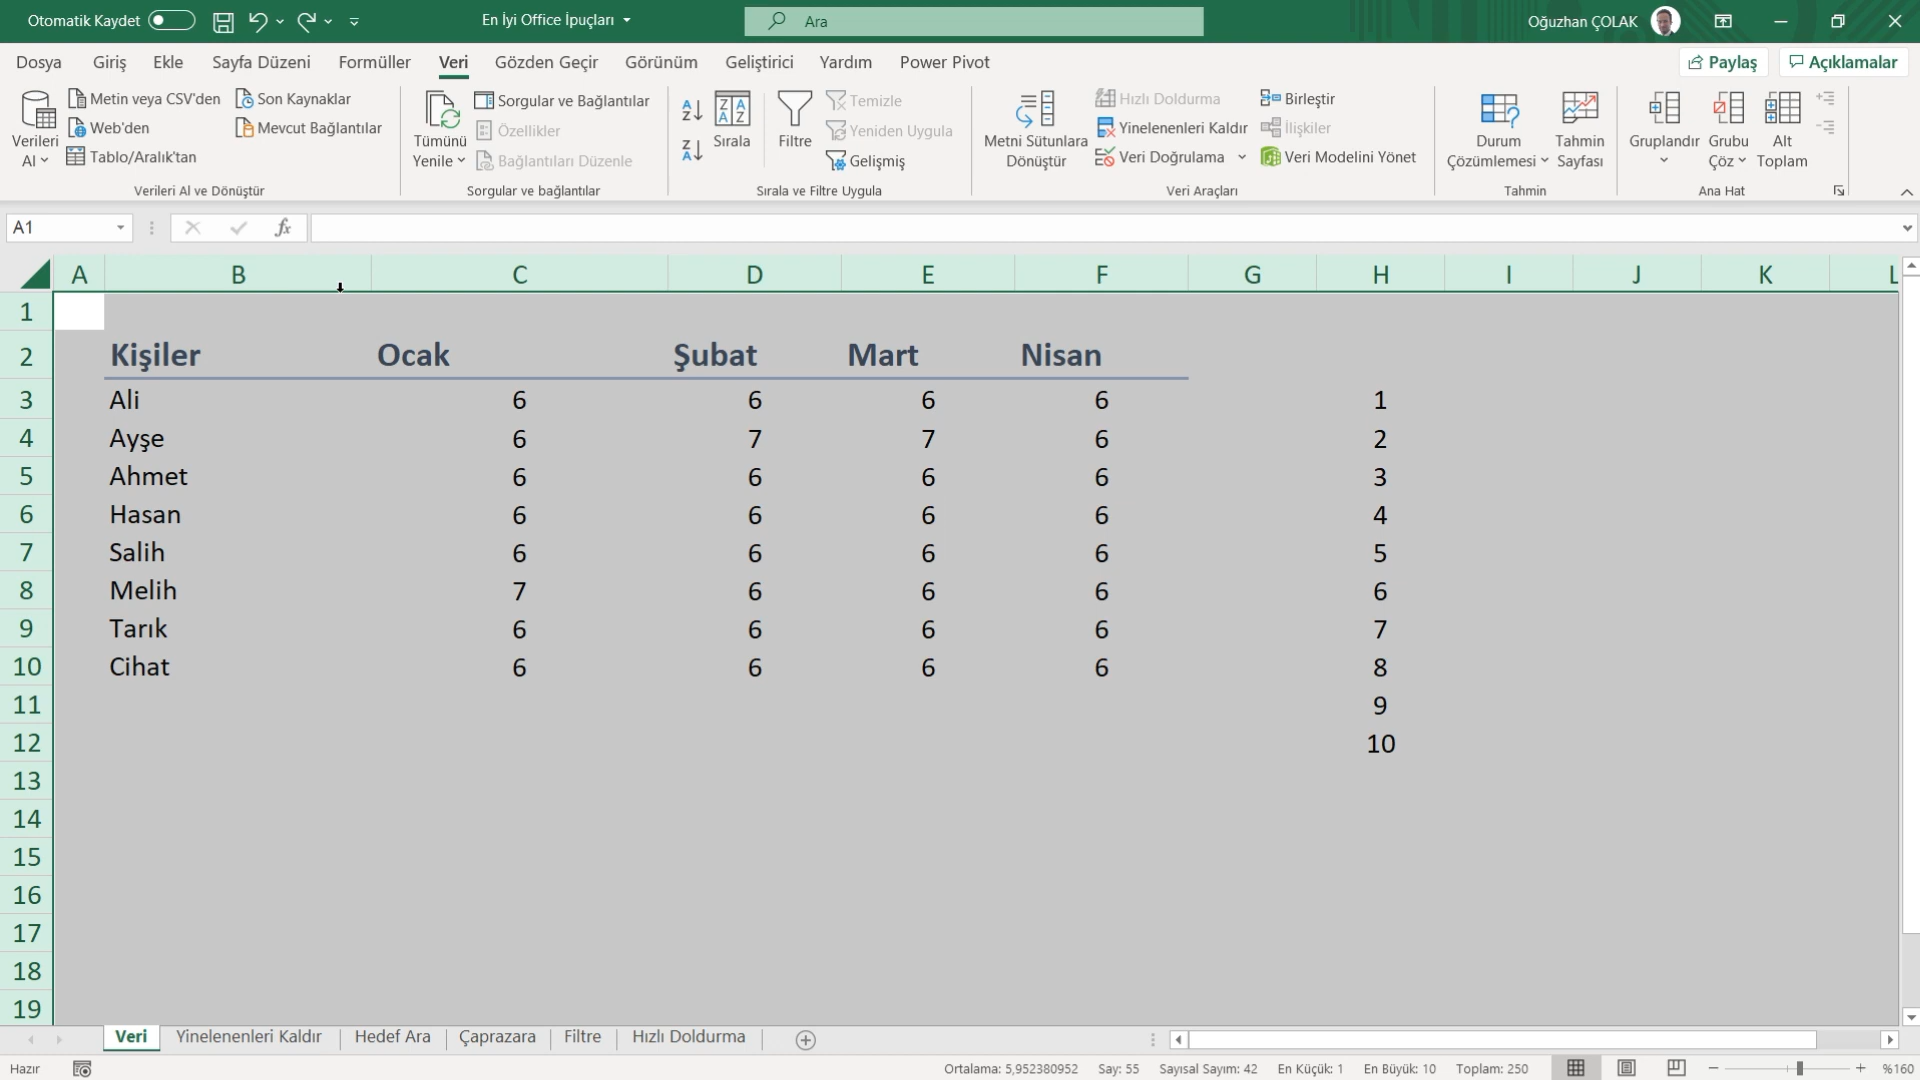 Otomatik Kaydet En İyi Office İpuçları Ara Oğuzhan ÇOLAK
Dosya Giriş Ekle Sayfa Düzeni Formüller Veri Gözden Geçir Görünüm Geliştirici Yardım Power Pivot Paylaş Açıklamalar
Verileri Al
Metin veya CSV'den
Web'den
Tablo/Aralık'tan
Son Kaynaklar
Mevcut Bağlantılar
Verileri Al ve Dönüştür
Tümünü Yenile
Sorgular ve Bağlantılar
Özellikler
Bağlantıları Düzenle
Sorgular ve bağlantılar
Sırala
Filtre
Temizle
Yeniden Uygula
Gelişmiş
Sırala ve Filtre Uygula
Metni Sütunlara
Dönüştür
Hızlı Doldurma
Yinelenenleri Kaldır
Veri Doğrulama
Birleştir
İlişkiler
Veri Modelini Yönet
Veri Araçları
Durum
Çözümlemesi
Tahmin
Sayfası
Tahmin
Gruplandır
Grubu
Çöz
Alt
Toplam
Ana Hat
A1 fx
A B C D E F G H I J K L
1
2 Kişiler Ocak Şubat Mart Nisan
3 Ali 6 6 6 6 1
4 Ayşe 6 7 7 6 2
5 Ahmet 6 6 6 6 3
6 Hasan 6 6 6 6 4
7 Salih 6 6 6 6 5
8 Melih 7 6 6 6 6
9 Tarık 6 6 6 6 7
10 Cihat 6 6 6 6 8
11 9
12 10
13
14
15
16
17
18
19
Veri Yinelenenleri Kaldır Hedef Ara Çaprazara Filtre Hızlı Doldurma
Hazır Ortalama: 5,952380952 Say: 55 Sayısal Sayım: 42 En Küçük: 1 En Büyük: 10 Toplam: 250 %160